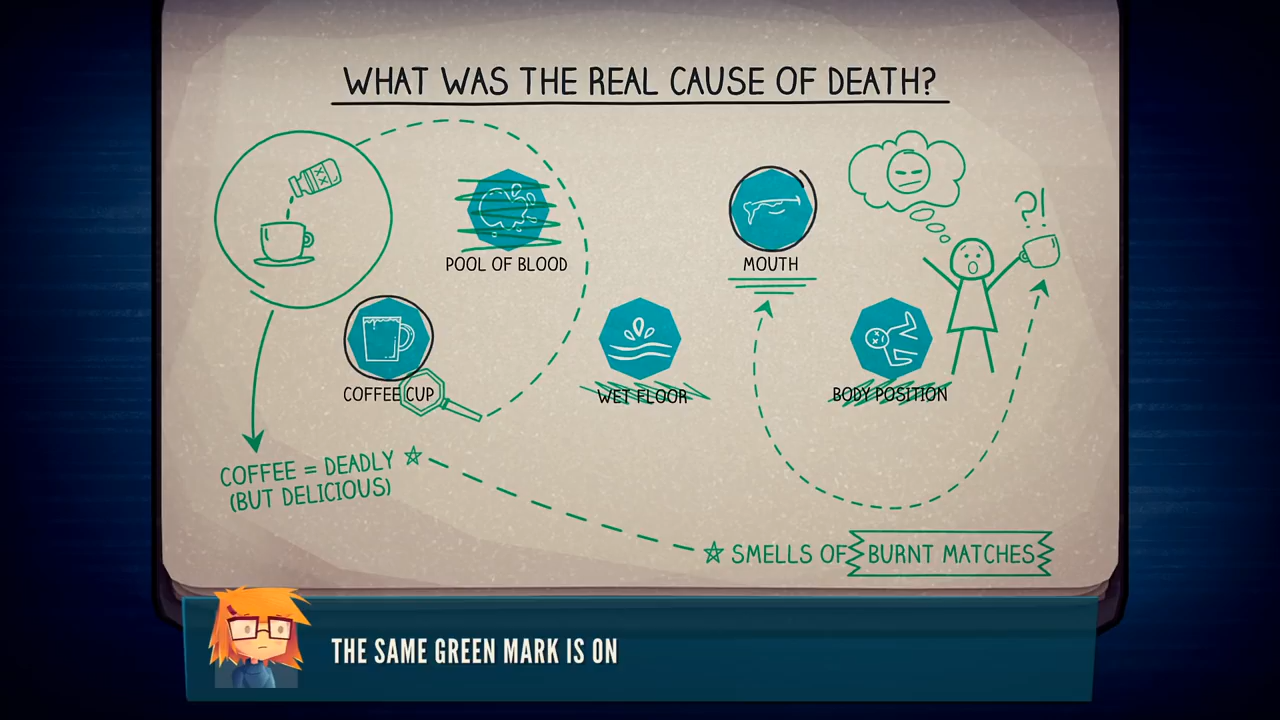 WHAT WAS THE REAL CAUSE OF DEATH?
?!
POOL OF BLOOD
MOUTH
COFFEE CUP
WET FLOOR
BODY POSITION
COFFEE = DEADLY
(BUT DELICIOUS)
SMELLS OF BURNT MATCHES
THE SAME GREEN MARK IS ON